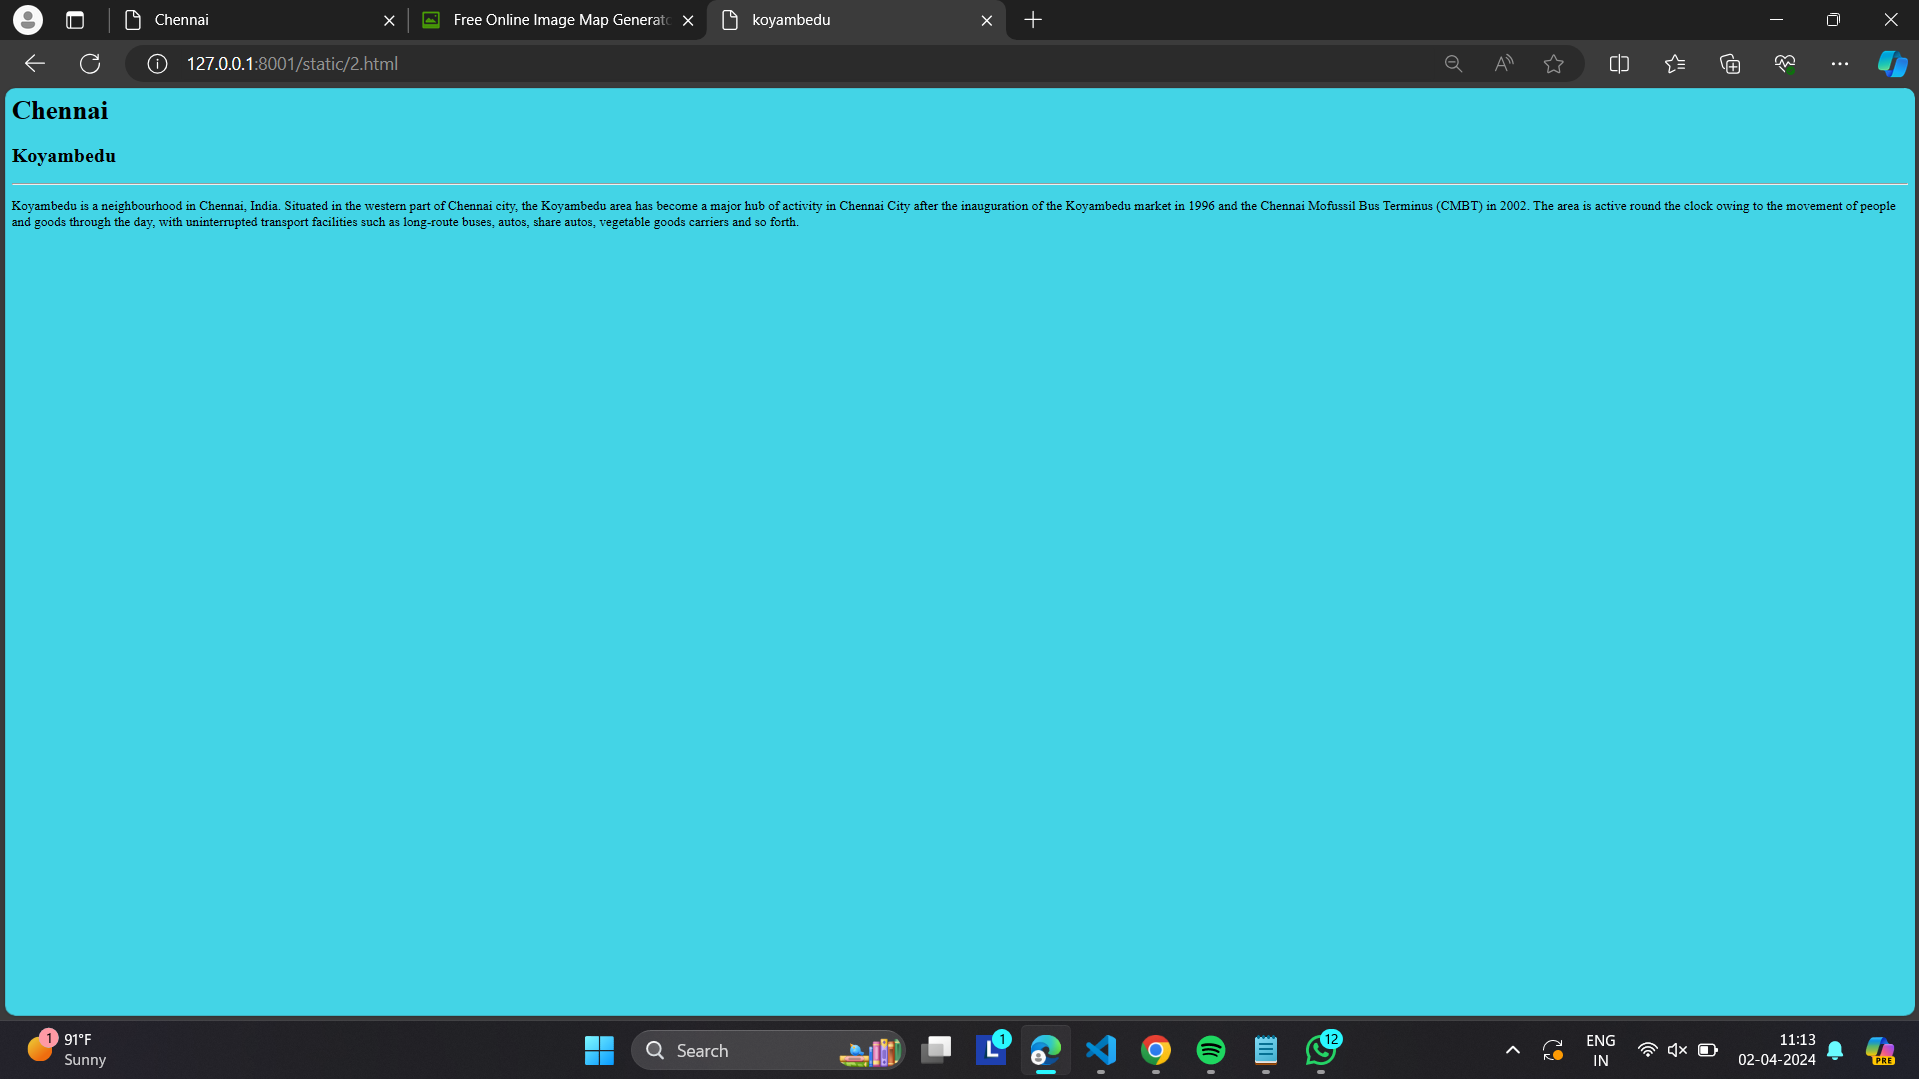 Chennai
Free Online Image Map Generato
koyambedu
127.0.0.1:8001/static/2.html
Chennai
Koyambedu
Koyambedu is a neighbourhood in Chennai, India. Situated in the western part of Chennai city, the Koyambedu area has become a major hub of activity in Chennai City after the inauguration of the Koyambedu market in 1996 and the Chennai Mofussil Bus Terminus (CMBT) in 2002. The area is active round the clock owing to the movement of people
and goods through the day, with uninterrupted transport facilities such as long-route buses, autos, share autos, vegetable goods carriers and so forth.
1
91°F
Sunny
Search
L
1
12
ENG
IN
11:13
02-04-2024
PRE